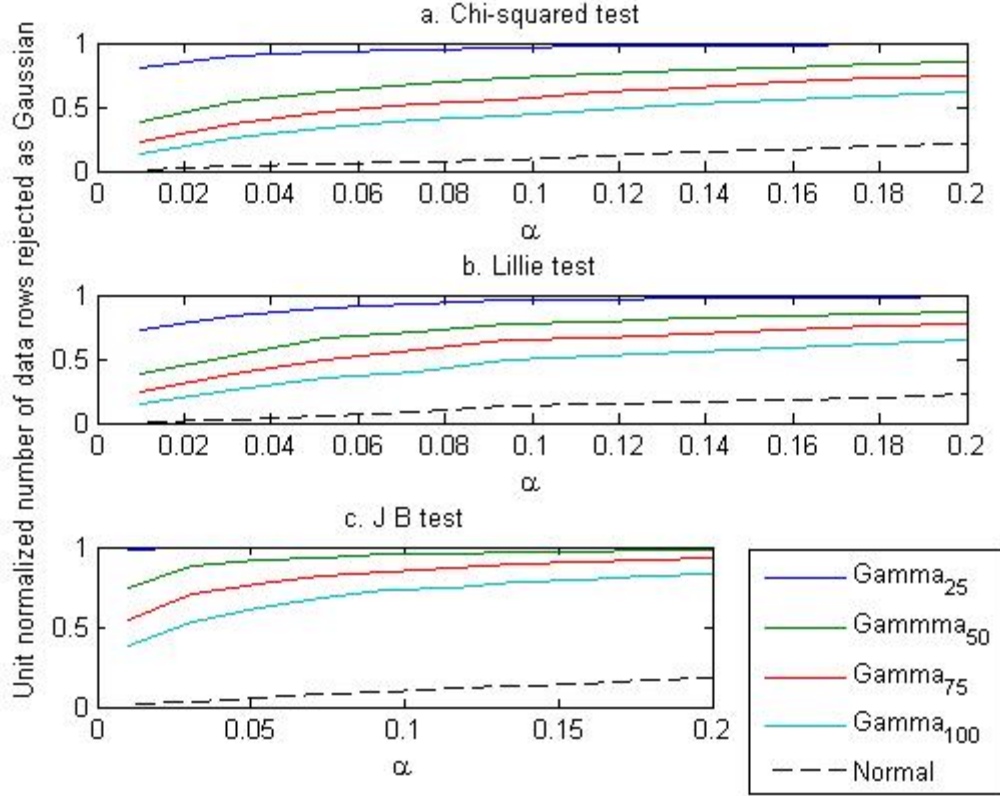 Unit normalized number of data rows rejected as Gaussian
a. Chi-squared test
1
0.5
0
0 0.02 0.04 0.06 0.08 0.1 0.12 0.14 0.16 0.18 0.2
α
b. Lillie test
1
0.5
0
0 0.02 0.04 0.06 0.08 0.1 0.12 0.14 0.16 0.18 0.2
α
c. J B test
1
0.5
0
0 0.05 0.1 0.15 0.2
α
Gamma25
Gammma50
Gamma75
Gamma100
Normal